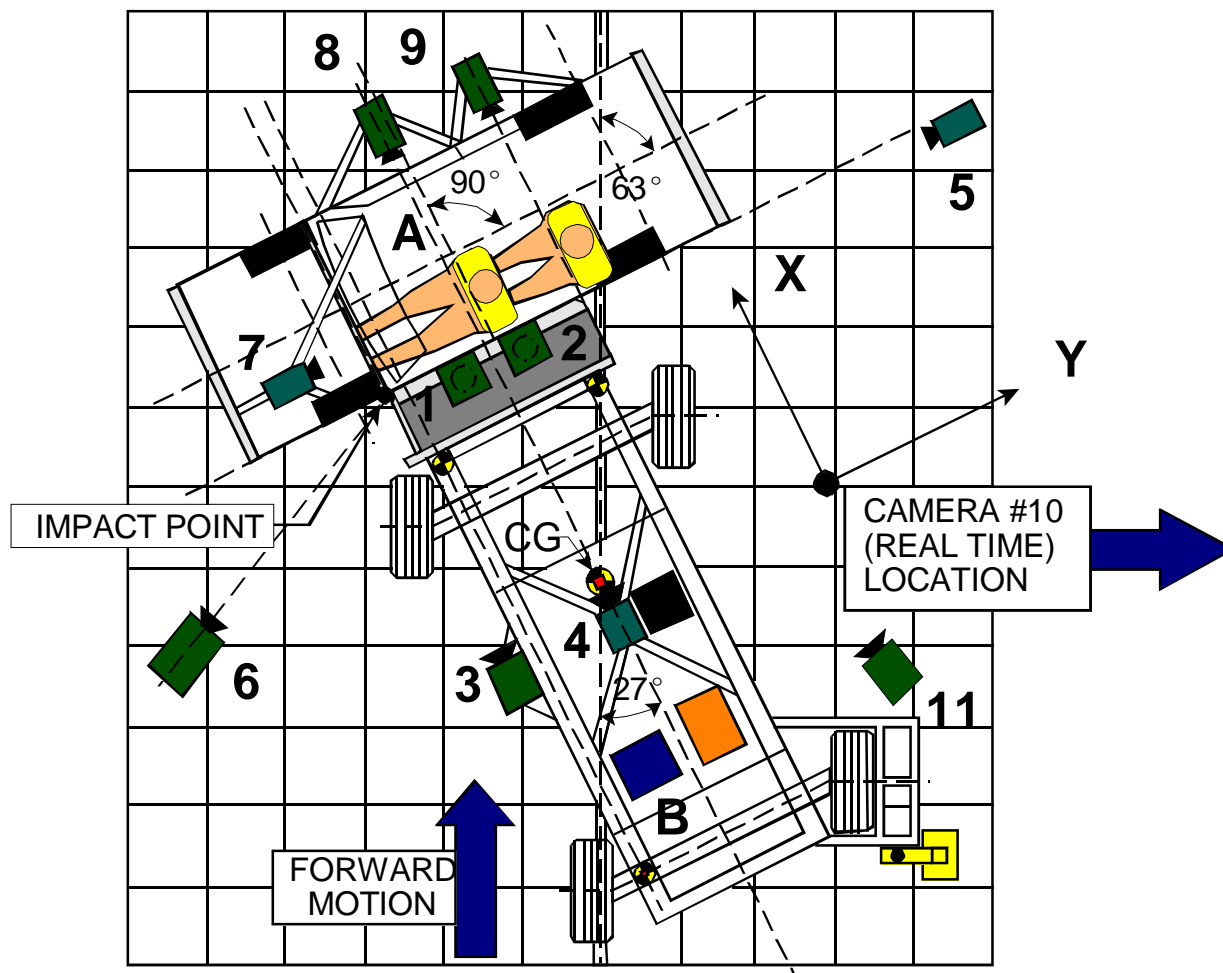 8
9
90°
63°
5
A
X
7
2
Y
1
IMPACT POINT
CG
CAMERA #10
(REAL TIME)
LOCATION
4
6
3
27°
11
B
FORWARD
MOTION